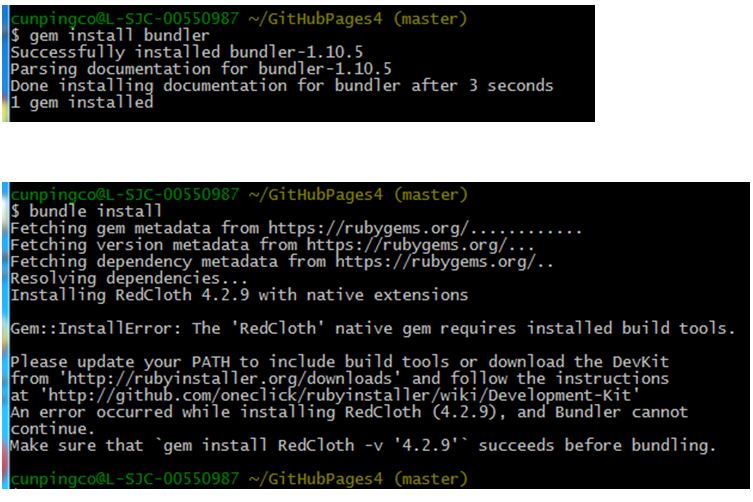 cunpingco@L-SJC-00550987 ~/GitHubPages4 (master)
$ gem install bundler
Successfully installed bundler-1.10.5
Parsing documentation for bundler-1.10.5
Done installing documentation for bundler after 3 seconds
1 gem installed
cunpingco@L-SJC-00550987 ~/GitHubPages4 (master)
$ bundle install
Fetching gem metadata from https://rubygems.org/............
Fetching version metadata from https://rubygems.org/...
Fetching dependency metadata from https://rubygems.org/..
Resolving dependencies...
Installing RedCloth 4.2.9 with native extensions
Gem::InstallError: The 'RedCloth' native gem requires installed build tools.
Please update your PATH to include build tools or download the DevKit
from 'http://rubyinstaller.org/downloads' and follow the instructions
at 'http://github.com/oneclick/rubyinstaller/wiki/Development-Kit'
An error occurred while installing RedCloth (4.2.9), and Bundler cannot
continue.
Make sure that `gem install RedCloth -v '4.2.9'` succeeds before bundling.
cunpingco@L-SJC-00550987 ~/GitHubPages4 (master)